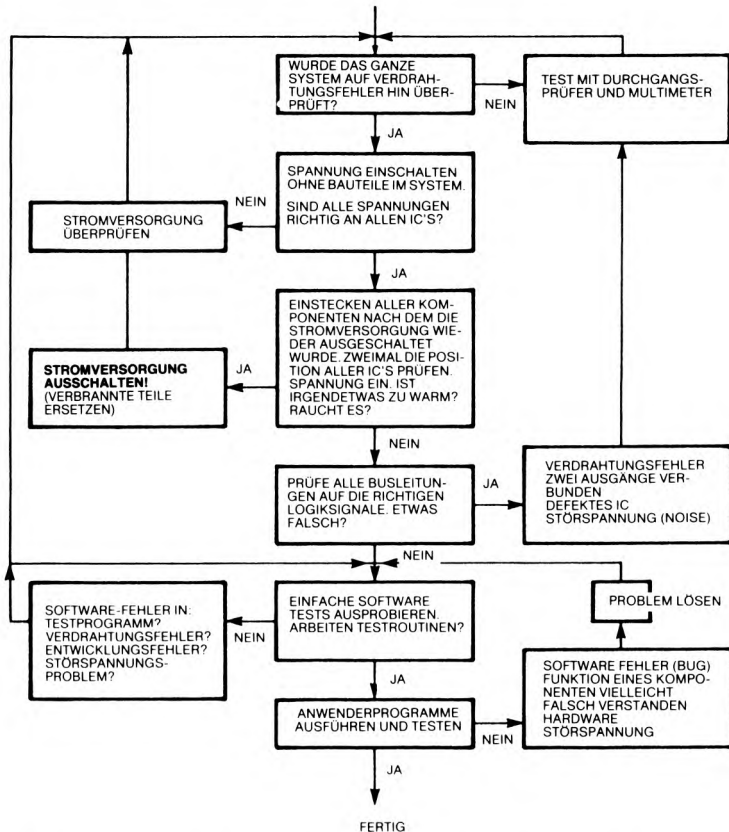 WURDE DAS GANZE
SYSTEM AUF VERDRAH-
TUNGSFEHLER HIN ÜBER-
PRÜFT?
NEIN
TEST MIT DURCHGANGS-
PRÜFER UND MULTIMETER
JA
SPANNUNG EINSCHALTEN
OHNE BAUTEILE IM SYSTEM.
SIND ALLE SPANNUNGEN
RICHTIG AN ALLEN IC'S?
NEIN
STROMVERSORGUNG
ÜBERPRÜFEN
JA
EINSTECKEN ALLER KOM-
PONENTEN NACH DEM DIE
STROMVERSORGUNG WIE-
DER AUSGESCHALTET
WURDE. ZWEIMAL DIE POSI-
TION ALLER IC'S PRÜFEN.
SPANNUNG EIN. IST
IRGENDETWAS ZU WARM?
RAUCHT ES?
JA
STROMVERSORGUNG
AUSSCHALTEN!
(VERBRANNTE TEILE
ERSETZEN)
NEIN
PRÜFE ALLE BUSLEITUN-
GEN AUF DIE RICHTIGEN
LOGIKSIGNALE. ETWAS
FALSCH?
JA
VERDRAHTUNGSFEHLER
ZWEI AUSGÄNGE VER-
BUNDEN
DEFEKTES IC
STÖRSPANNUNG (NOISE)
NEIN
EINFACHE SOFTWARE
TESTS AUSPROBIEREN.
ARBEITEN TESTROUTINEN?
NEIN
SOFTWARE-FEHLER IN:
TESTPROGRAMM?
VERDRAHTUNGSFEHLER?
ENTWICKLUNGSFEHLER?
STÖRSPANNUNGS-
PROBLEM?
PROBLEM LÖSEN
JA
ANWENDERPROGRAMME
AUSFÜHREN UND TESTEN
NEIN
SOFTWARE FEHLER (BUG)
FUNKTION EINES KOMPO-
NENTEN VIELLEICHT
FALSCH VERSTANDEN
HARDWARE
STÖRSPANNUNG
JA
FERTIG